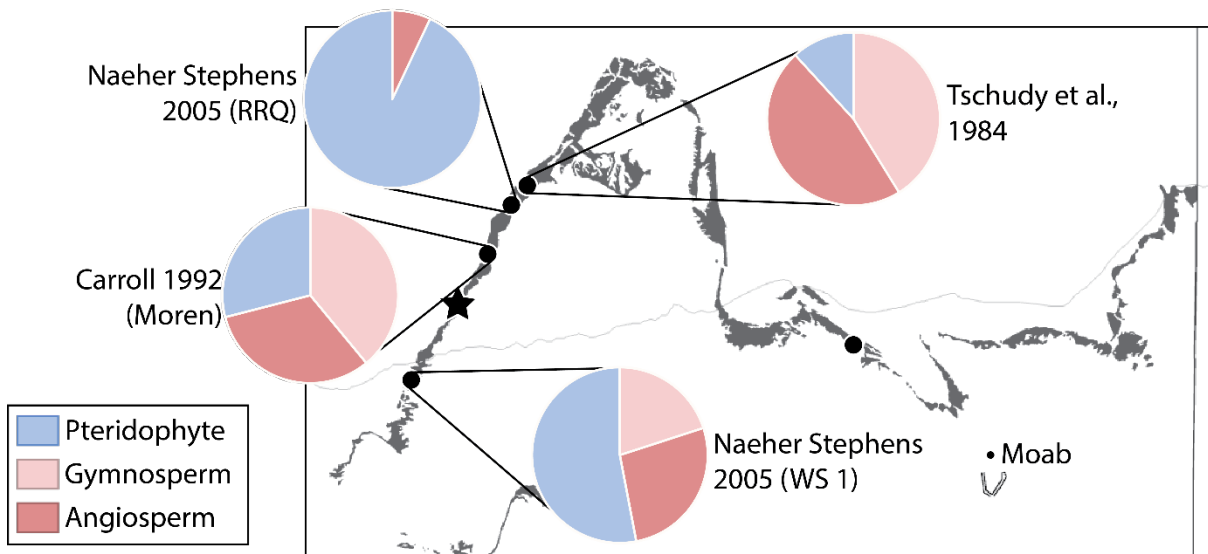 Naeher Stephens
2005 (RRQ)
Tschudy et al.,
1984
Carroll 1992
(Moren)
Pteridophyte
Gymnosperm
Angiosperm
Naeher Stephens
2005 (WS 1)
Moab